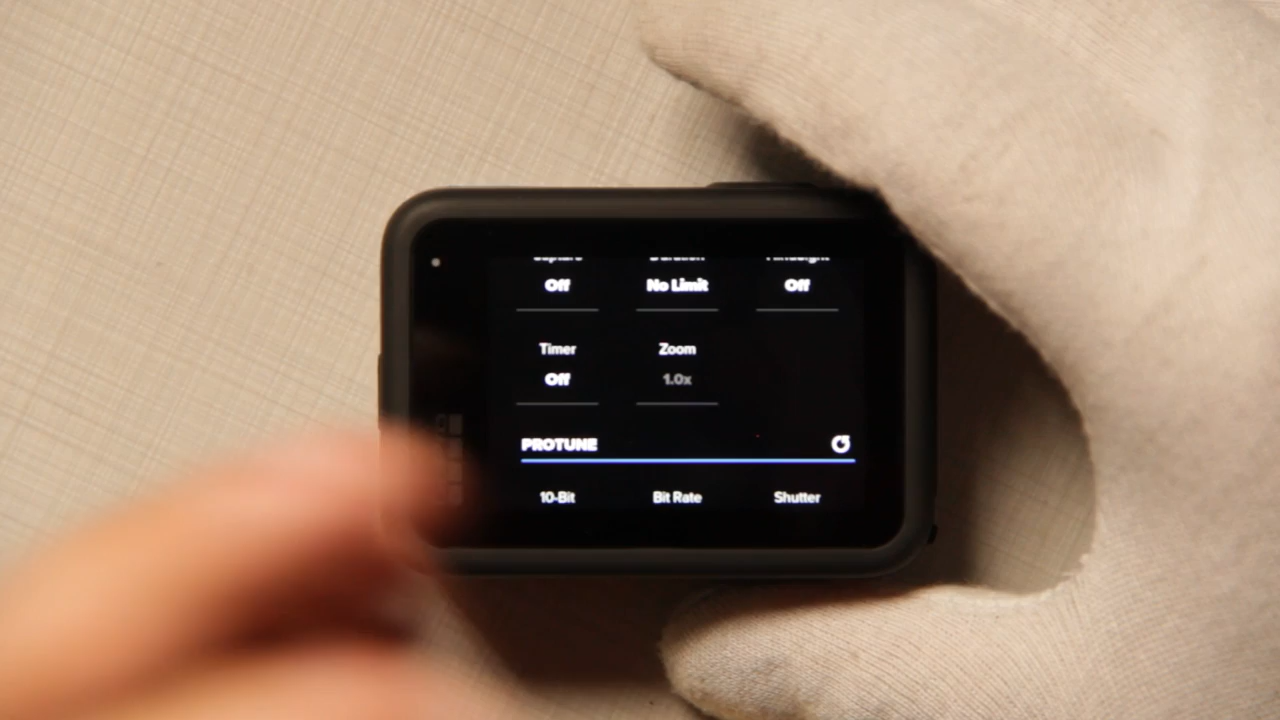 Off No Limit Off
Timer Zoom
Off 1.0x
PROTUNE
10-Bit Bit Rate Shutter